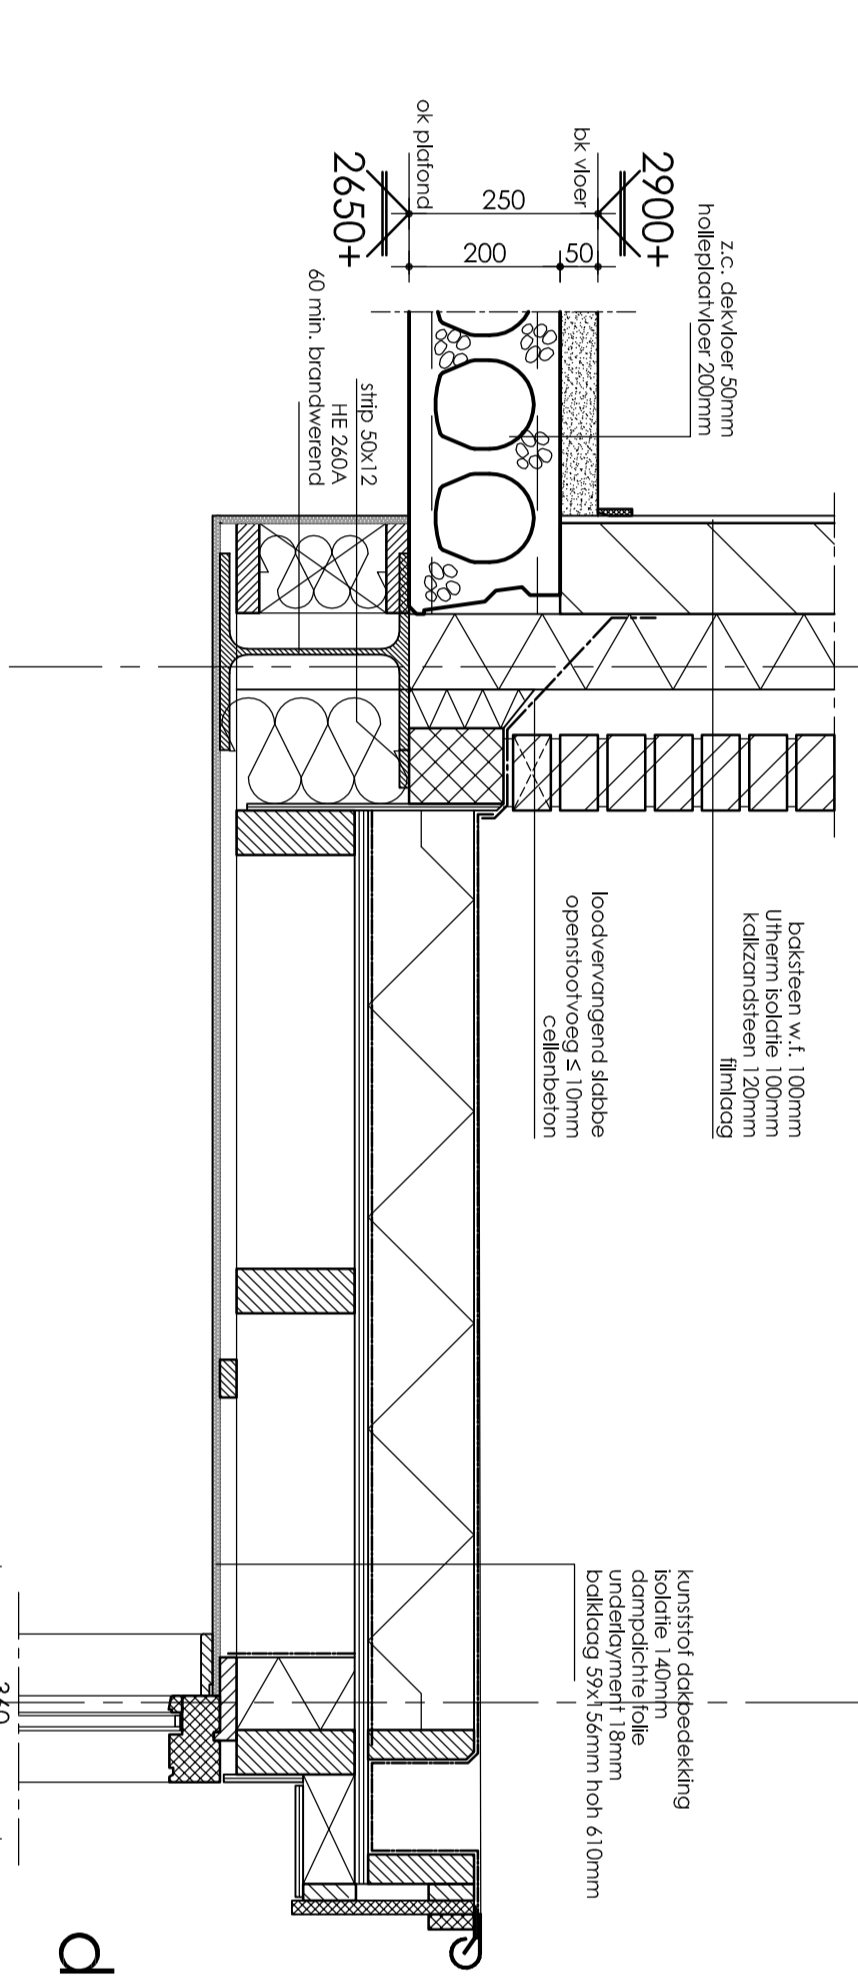 z.c. dekvloer 50mm
holleplaatvloer 200mm
2900+
bk vloer
250
200
50
ok plafond
2650+
strip 50x12
HE 260A
60 min. brandwerend
baksteen w.f. 100mm
Utherm isolatie 100mm
kalkzandsteen 120mm
filmlaag
loodvervangend slabbe
openstootvoeg ≤ 10mm
cellenbeton
kunststof dakbedekking
isolatie 140mm
dampdichte folie
underlayment 18mm
balklaag 59x156mm hoh 610mm
d